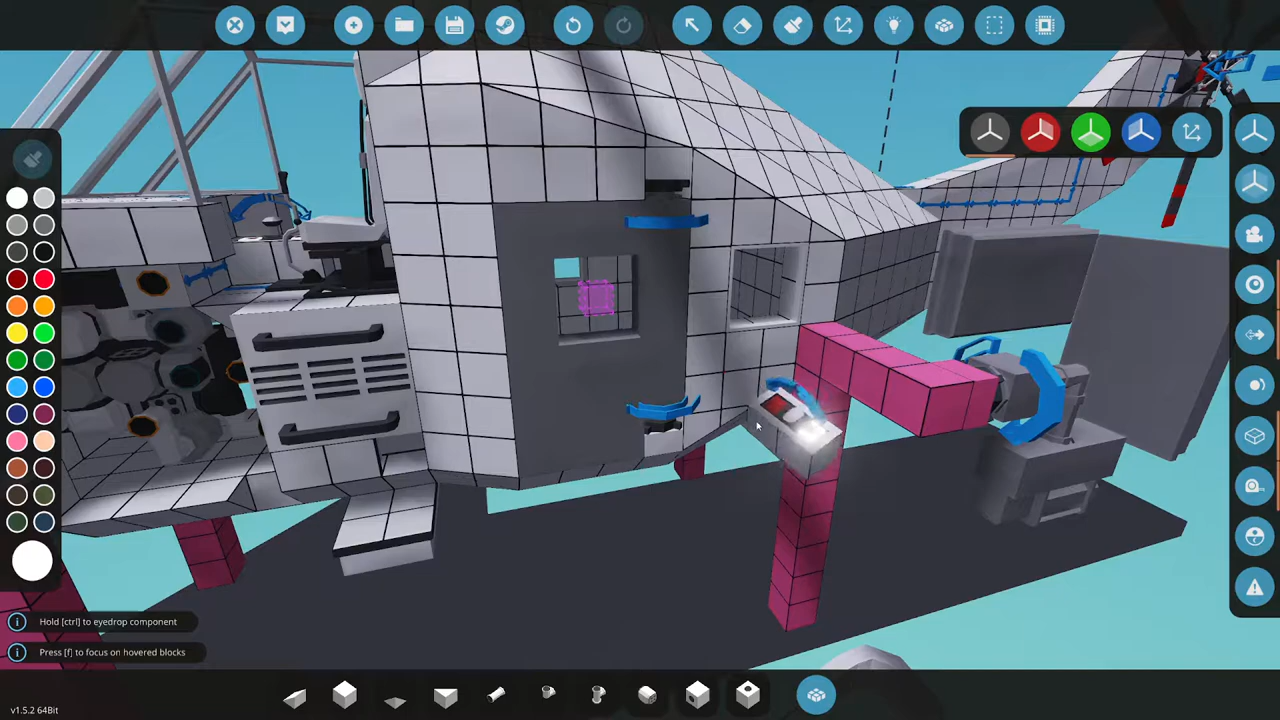 Hold [ctrl] to eyedrop component
Press [f] to focus on hovered blocks
v1.5.2 64Bit